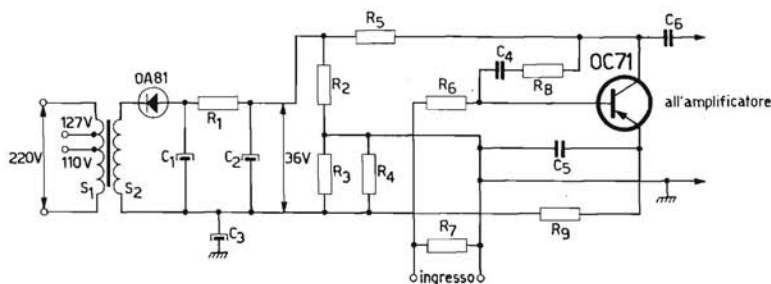 R5
C6
OA81
C4
OC71
R2
R6
R8
127V
R1
all'amplificatore
220V
110V
C1
C2
36V
S1
S2
R3
R4
C5
C3
R7
R9
ingresso